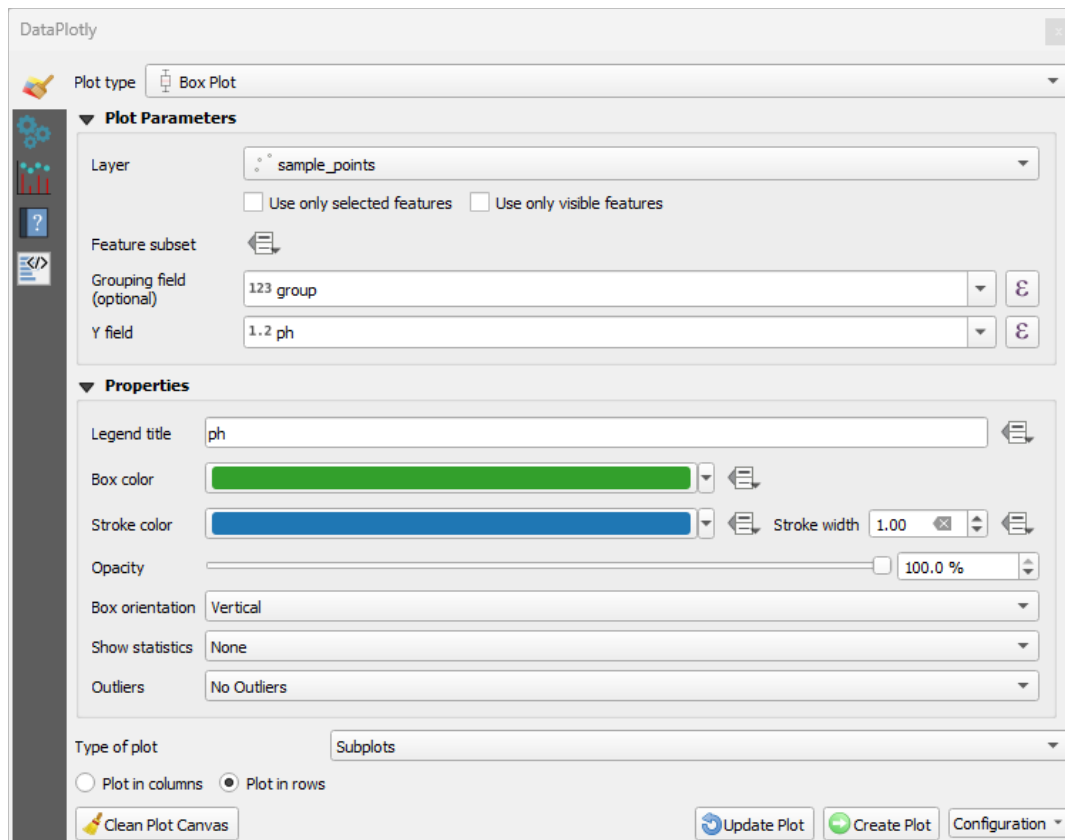 DataPlotly
x
Plot type Box Plot
Plot Parameters
Layer sample_points
Use only selected features Use only visible features
Feature subset
Grouping field
(optional)
123 group ε
Y field 1.2 ph ε
Properties
Legend title ph
Box color
Stroke color Stroke width 1.00
Opacity 100.0 %
Box orientation Vertical
Show statistics None
Outliers No Outliers
Type of plot Subplots
Plot in columns Plot in rows
Clean Plot Canvas Update Plot Create Plot Configuration